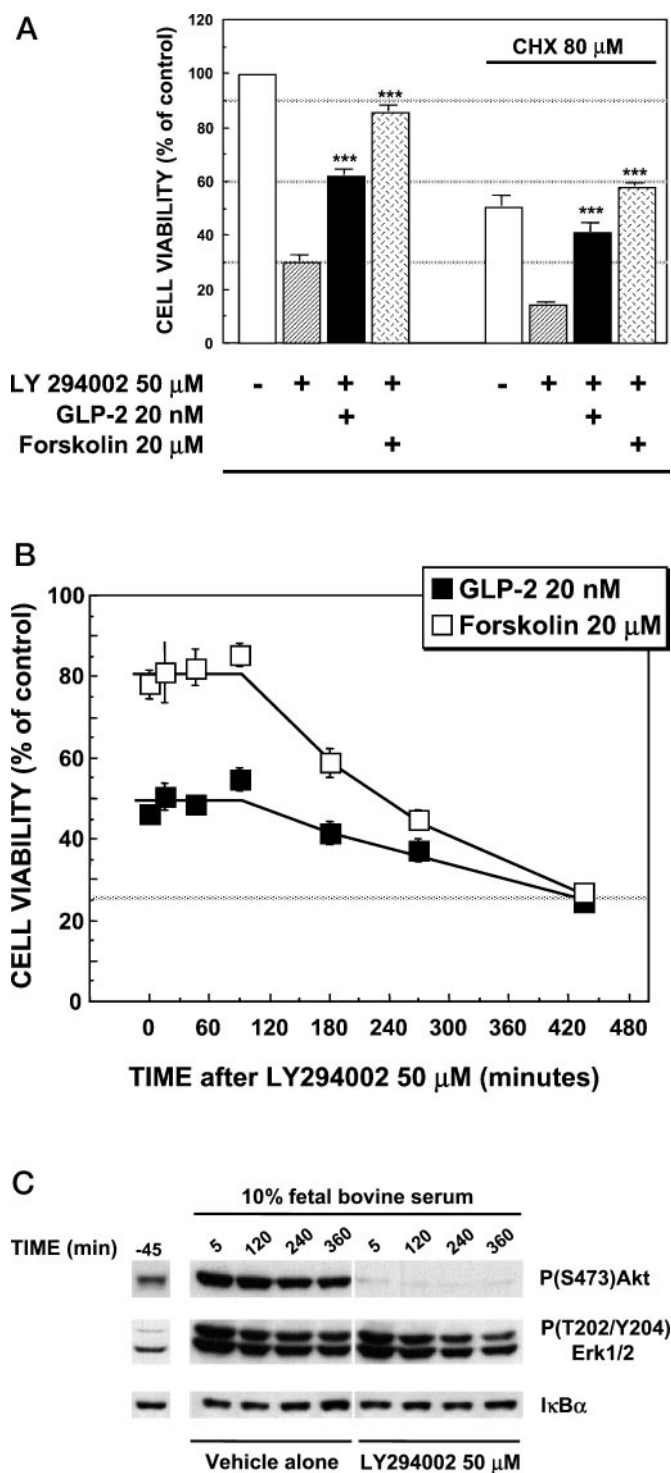 A
CHX 80 μM
CELL VIABILITY (% of control)
120
100
80
60
40
20
0
*** *** *** ***
LY 294002 50 μM - + + + - + + +
GLP-2 20 nM + +
Forskolin 20 μM + +
B
GLP-2 20 nM
Forskolin 20 μM
CELL VIABILITY (% of control)
100
80
60
40
20
0
0 60 120 180 240 300 360 420 480
TIME after LY294002 50 μM (minutes)
C
10% fetal bovine serum
TIME (min) -45 5 120 240 360 5 120 240 360
P(S473)Akt
P(T202/Y204)
Erk1/2
IκBα
Vehicle alone LY294002 50 μM